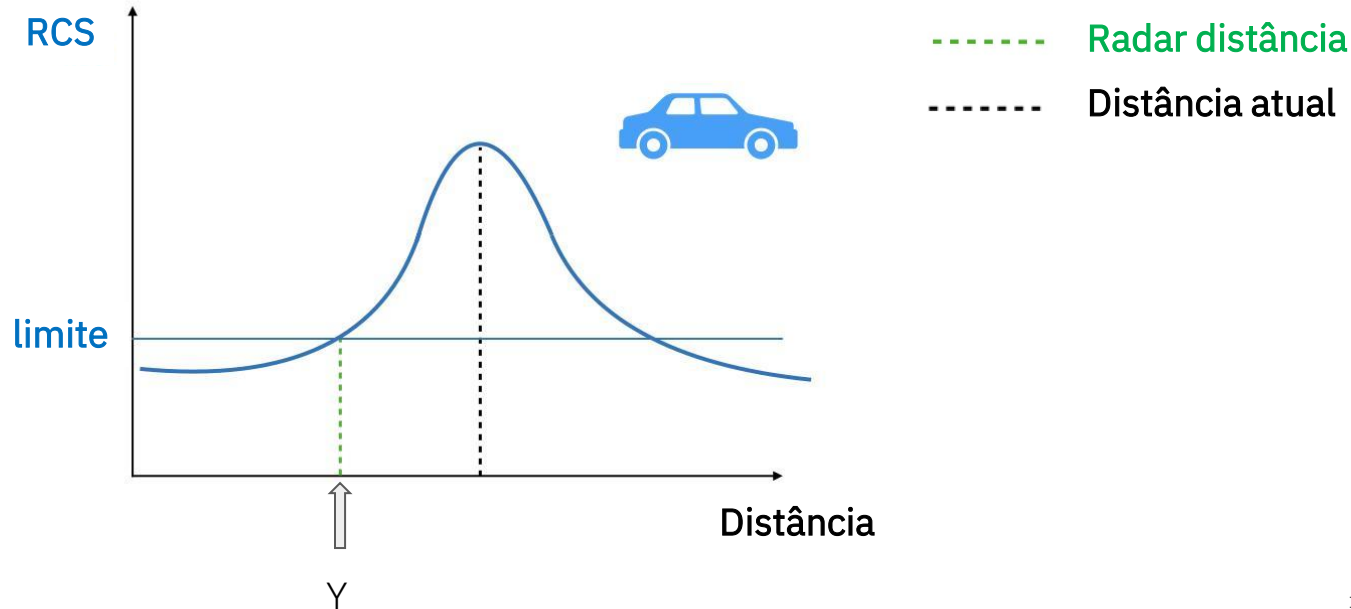 RCS
Radar distância
Distância atual
limite
Distância
Y